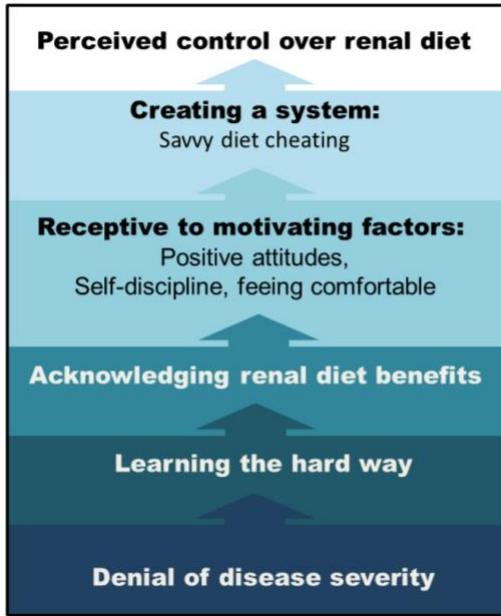 Perceived control over renal diet
Creating a system:
Savvy diet cheating
Receptive to motivating factors:
Positive attitudes,
Self-discipline, feeing comfortable
Acknowledging renal diet benefits
Learning the hard way
Denial of disease severity